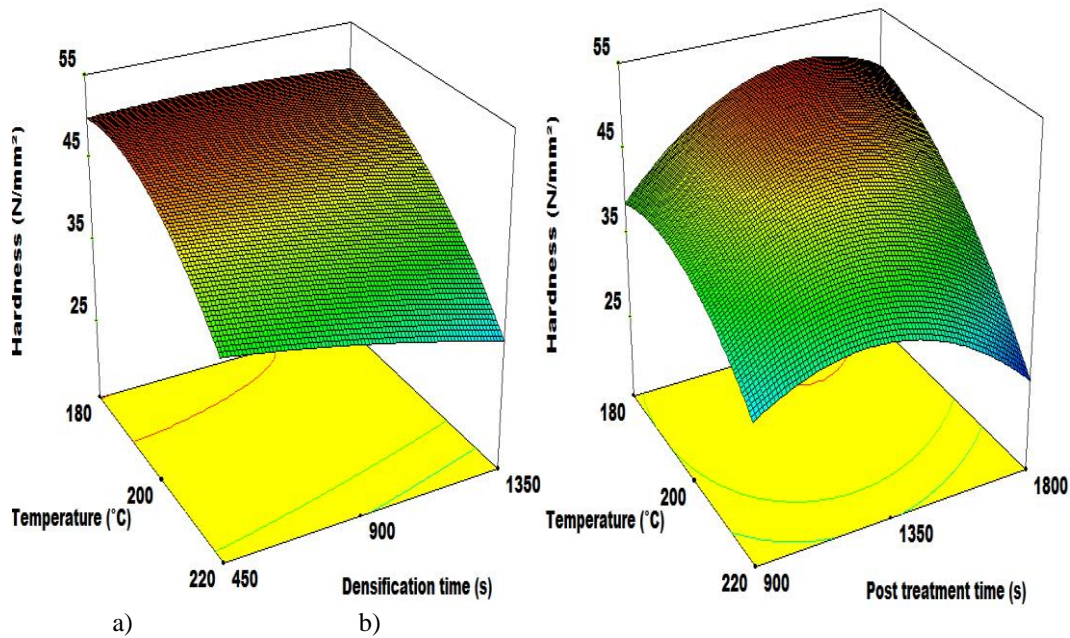 55
45
35
25
Hardness (N/mm²)
180
200
220
Temperature (˚C)
450
900
1350
Densification time (s)
55
45
35
25
Hardness (N/mm²)
180
200
220
Temperature (˚C)
900
1350
1800
Post treatment time (s)
a) b)